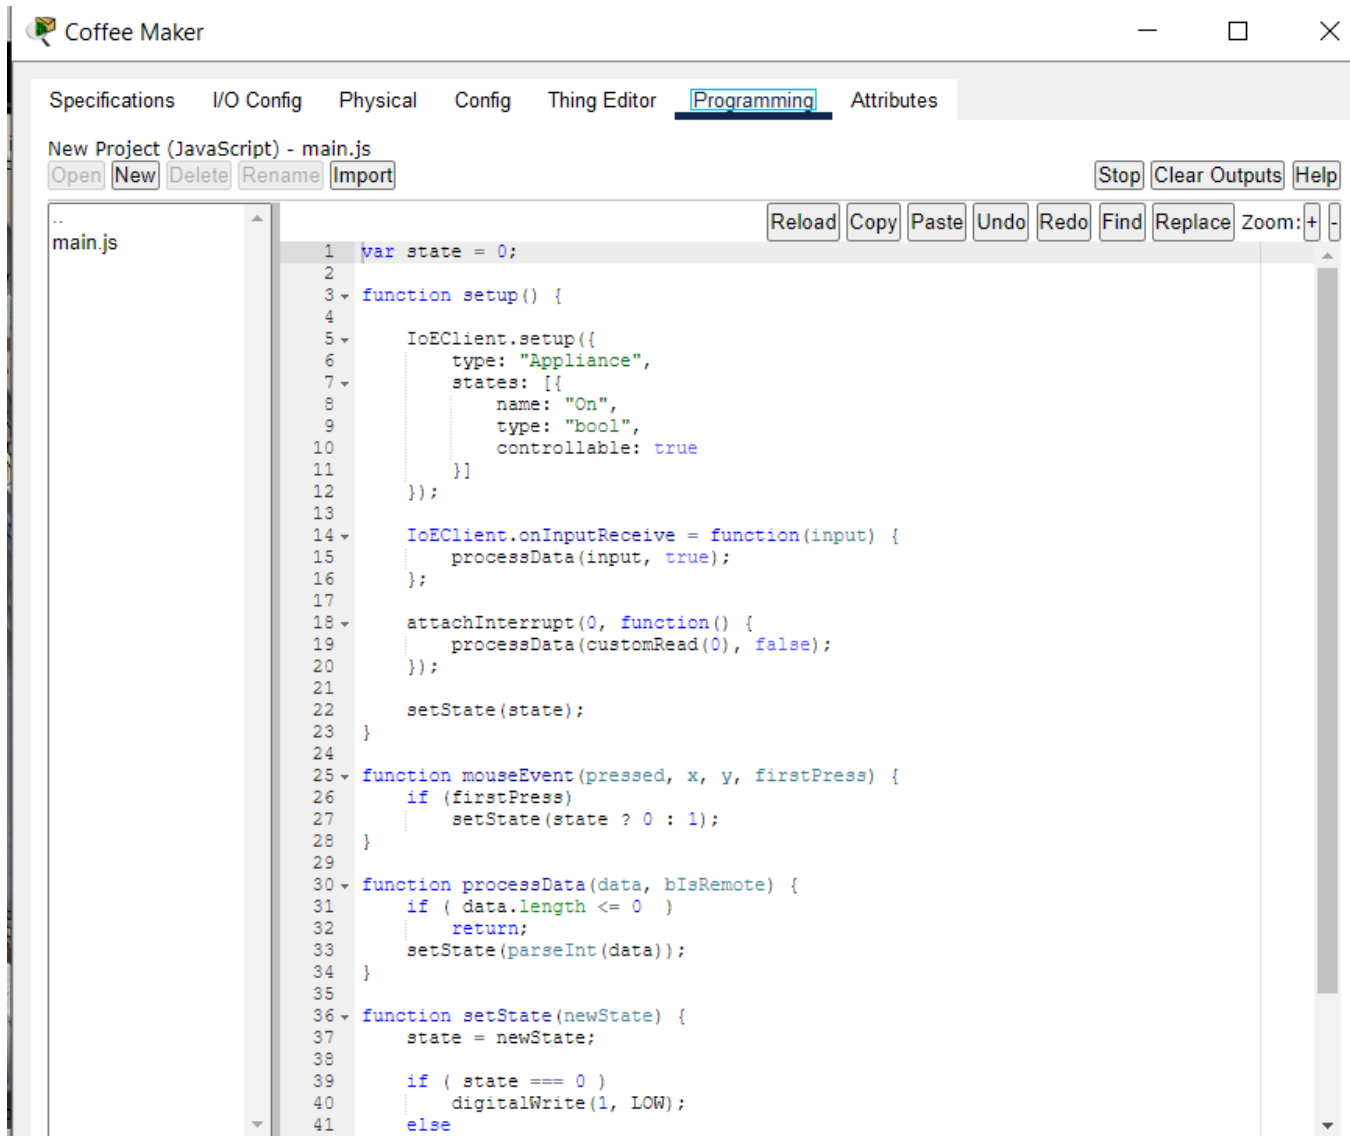 Coffee Maker
Specifications I/O Config Physical Config Thing Editor Programming Attributes
New Project (JavaScript) - main.js
Open New Delete Rename Import Stop Clear Outputs Help
Reload Copy Paste Undo Redo Find Replace Zoom: + -
..
main.js
1 var state = 0;
2
3 function setup() {
4
5 IoEClient.setup({
6 type: "Appliance",
7 states: [{
8 name: "On",
9 type: "bool",
10 controllable: true
11 }]
12 });
13
14 IoEClient.onInputReceive = function(input) {
15 processData(input, true);
16 };
17
18 attachInterrupt(0, function() {
19 processData(customRead(0), false);
20 });
21
22 setState(state);
23 }
24
25 function mouseEvent(pressed, x, y, firstPress) {
26 if (firstPress)
27 setState(state ? 0 : 1);
28 }
29
30 function processData(data, bIsRemote) {
31 if ( data.length <= 0 )
32 return;
33 setState(parseInt(data));
34 }
35
36 function setState(newState) {
37 state = newState;
38
39 if ( state === 0 )
40 digitalWrite(1, LOW);
41 else